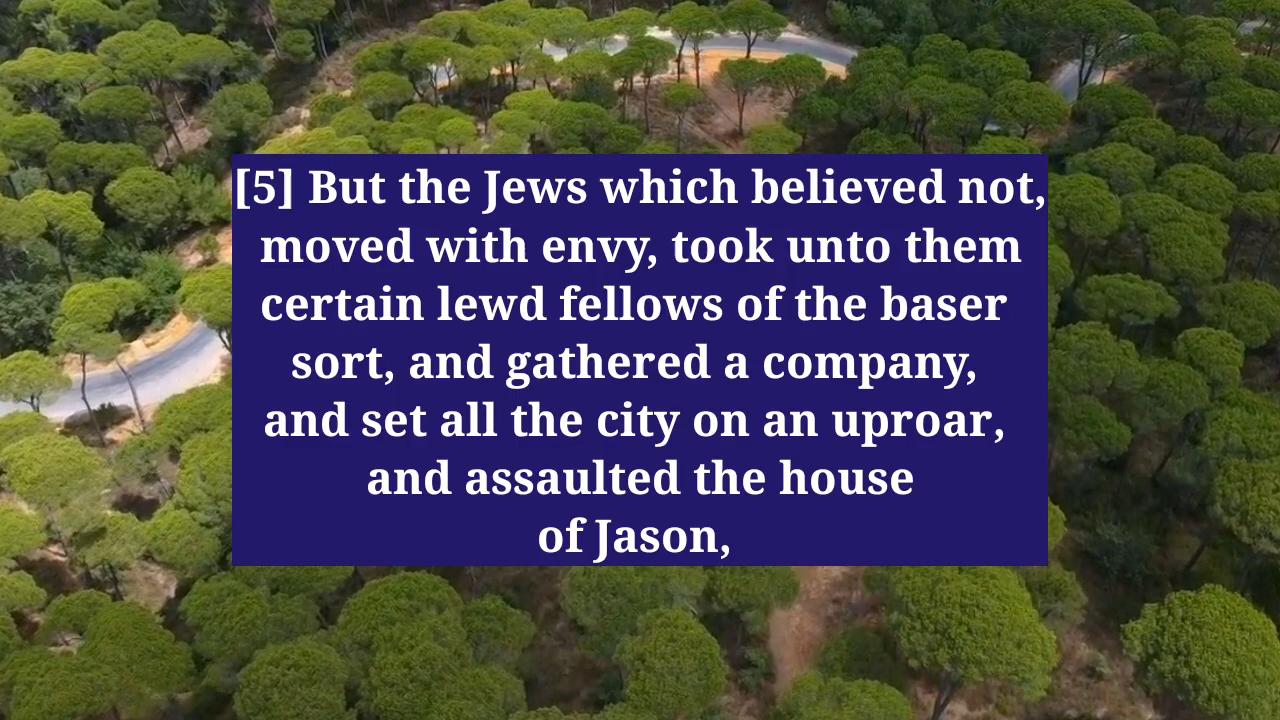 [5] But the Jews which believed not,
moved with envy, took unto them
certain lewd fellows of the baser
sort, and gathered a company,
and set all the city on an uproar,
and assaulted the house
of Jason,